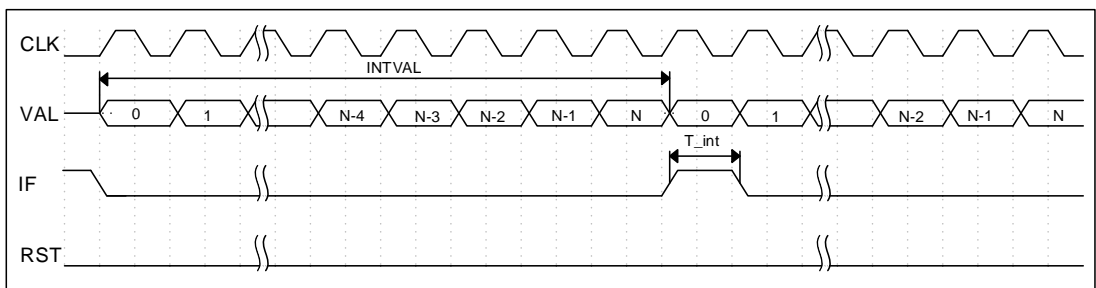 CLK
INTVAL
VAL 0 1 N-4 N-3 N-2 N-1 N 0 1 N-2 N-1 N
T_int
IF
RST